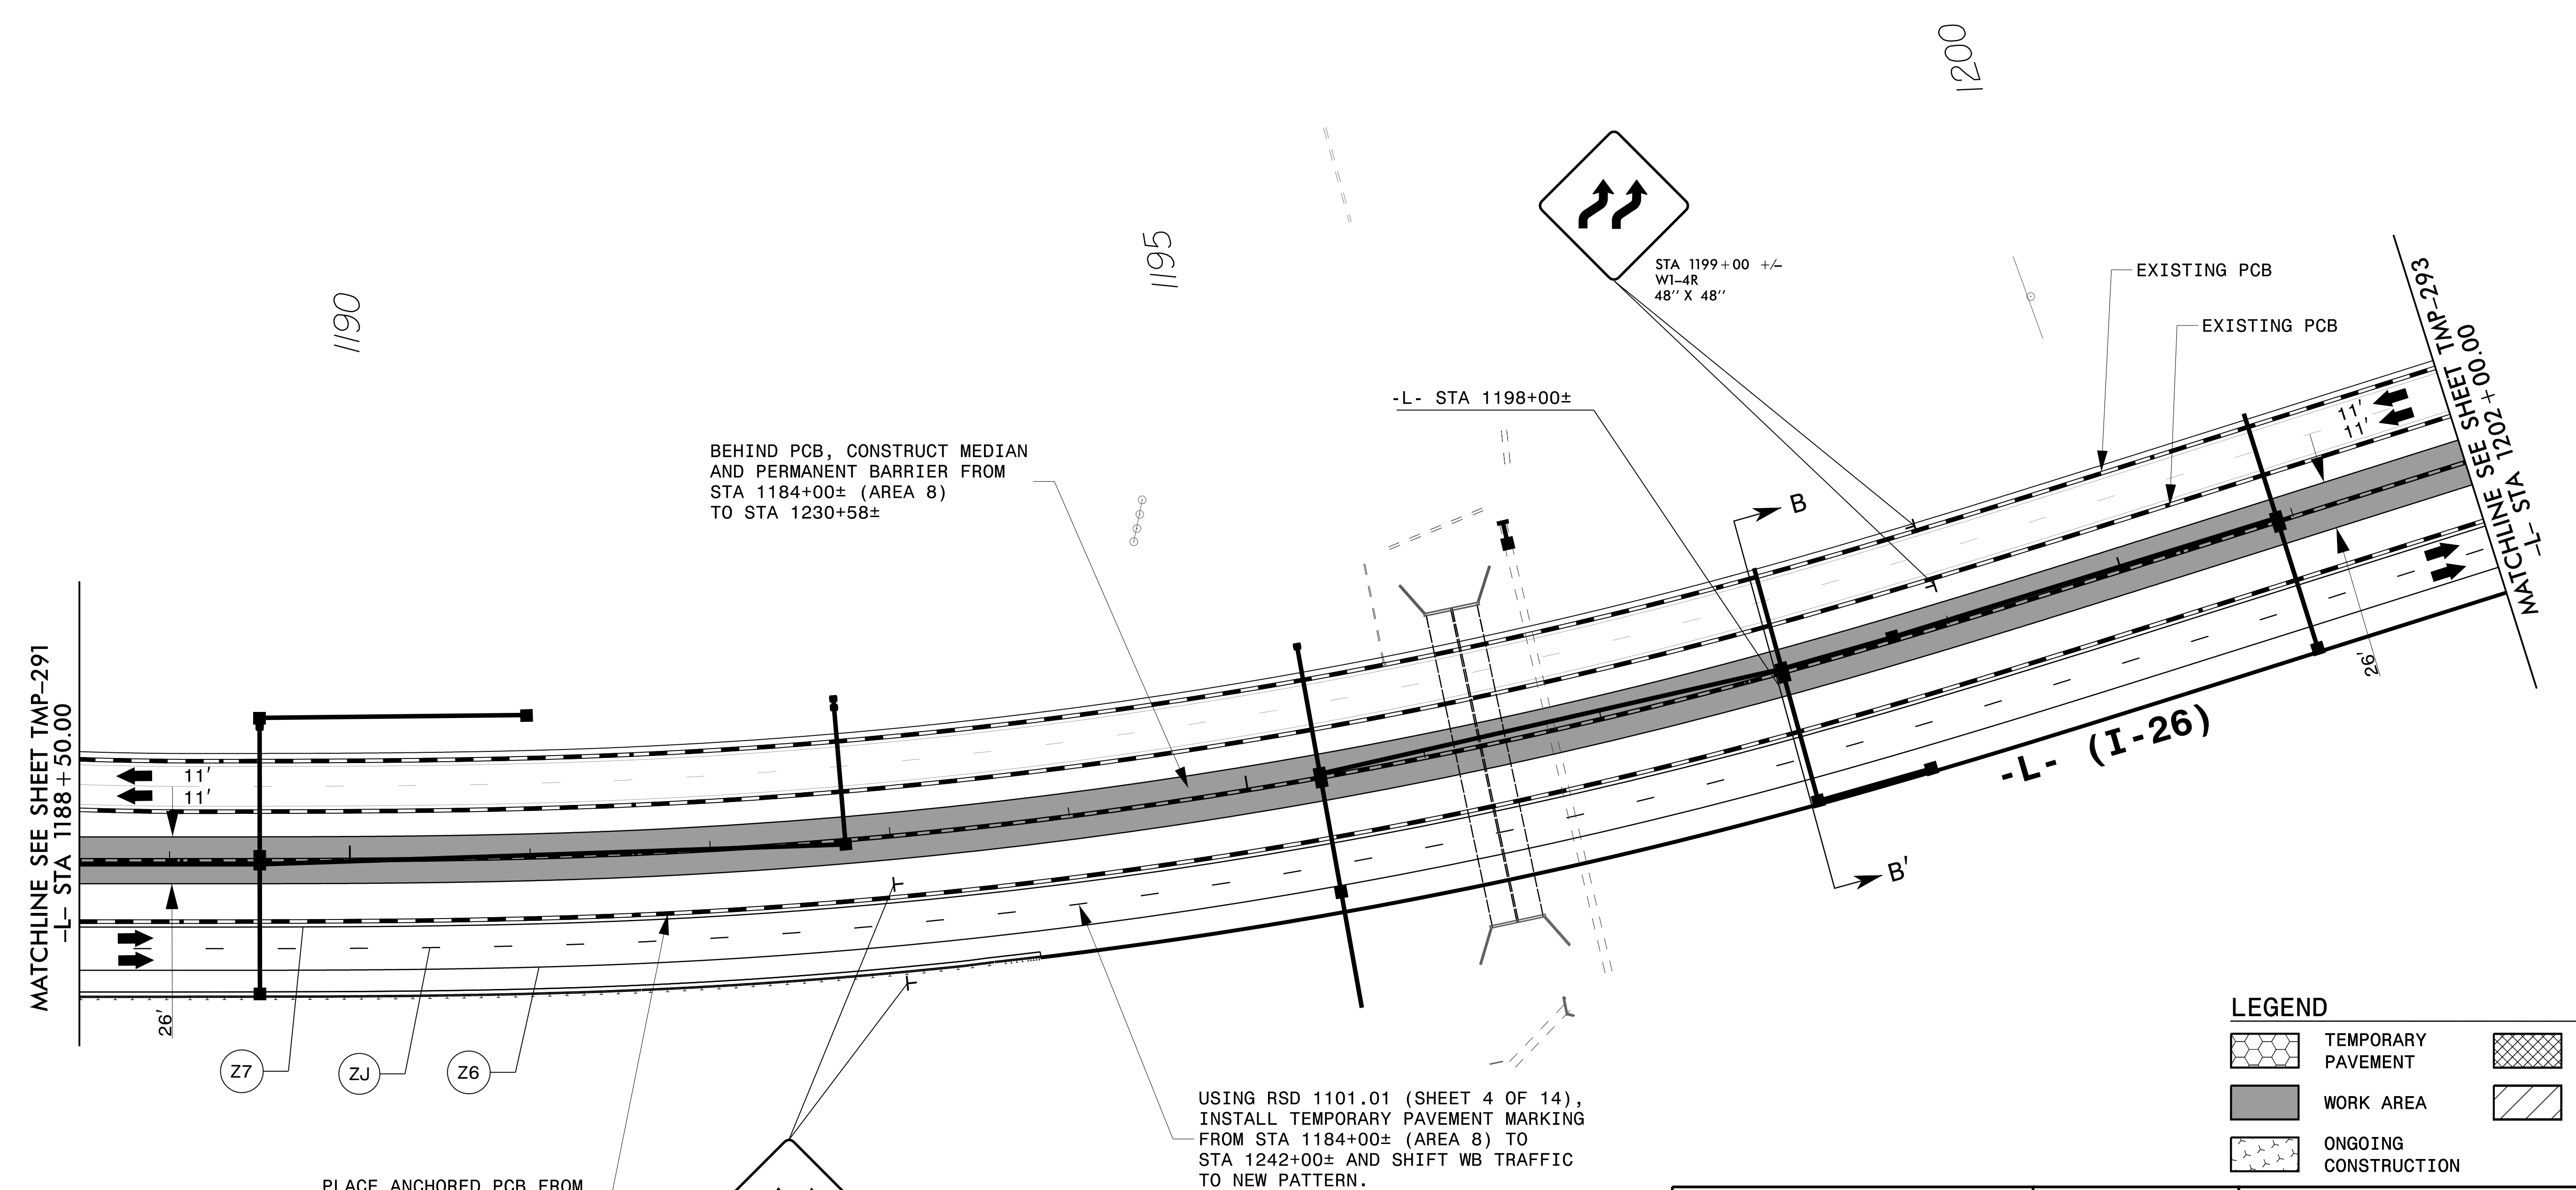 1200
1195
1190
STA 1199+00 +/-
W1-4R
48'' X 48''
EXISTING PCB
EXISTING PCB
MATCHLINE SEE SHEET TMP-293
-L- STA 1202+00.00
11'
11'
-L- STA 1198+00±
BEHIND PCB, CONSTRUCT MEDIAN
AND PERMANENT BARRIER FROM
STA 1184+00± (AREA 8)
TO STA 1230+58±
B
B'
26'
-L- (I-26)
MATCHLINE SEE SHEET TMP-291
-L- STA 1188+50.00
11'
11'
26'
Z7
ZJ
Z6
USING RSD 1101.01 (SHEET 4 OF 14),
INSTALL TEMPORARY PAVEMENT MARKING
FROM STA 1184+00± (AREA 8) TO
STA 1242+00± AND SHIFT WB TRAFFIC
TO NEW PATTERN.
PLACE ANCHORED PCB FROM
LEGEND
TEMPORARY
PAVEMENT
WORK AREA
ONGOING
CONSTRUCTION